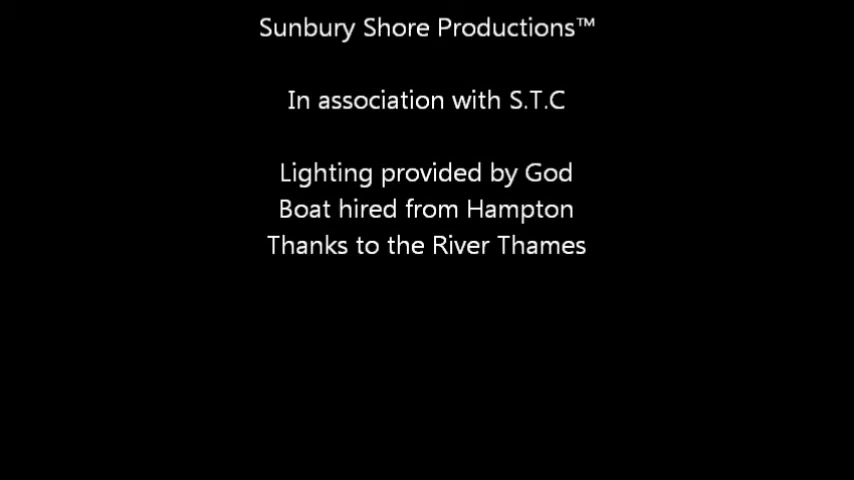 Sunbury Shore Productions™
In association with S.T.C
Lighting provided by God
Boat hired from Hampton
Thanks to the River Thames